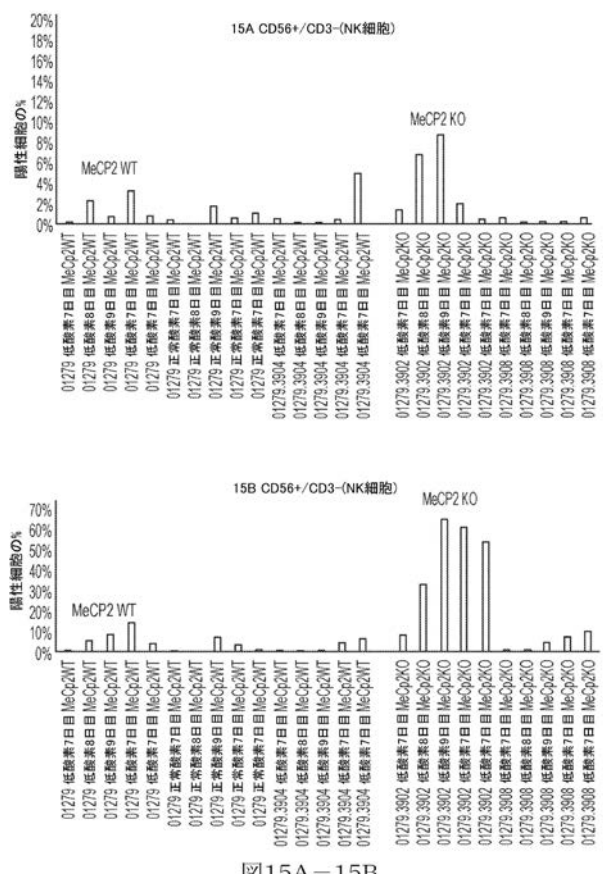 15A CD56+/CD3-(NK細胞)
陽性細胞の%
20%
18%
16%
14%
12%
10%
8%
6%
4%
2%
0%
MeCP2 WT
MeCP2 KO
01279 低酸素7日目 MeCp2WT
01279 低酸素8日目 MeCp2WT
01279 低酸素9日目 MeCp2WT
01279 低酸素7日目 MeCp2WT
01279 低酸素7日目 MeCp2WT
01279 正常酸素7日目 MeCp2WT
01279 正常酸素8日目 MeCp2WT
01279 正常酸素9日目 MeCp2WT
01279 正常酸素7日目 MeCp2WT
01279 正常酸素7日目 MeCp2WT
01279.3904 低酸素7日目 MeCp2WT
01279.3904 低酸素8日目 MeCp2WT
01279.3904 低酸素9日目 MeCp2WT
01279.3904 低酸素7日目 MeCp2WT
01279.3904 低酸素7日目 MeCp2WT
01279.3902 低酸素7日目 MeCp2KO
01279.3902 低酸素8日目 MeCp2KO
01279.3902 低酸素9日目 MeCp2KO
01279.3902 低酸素7日目 MeCp2KO
01279.3902 低酸素7日目 MeCp2KO
01279.3908 低酸素7日目 MeCp2KO
01279.3908 低酸素8日目 MeCp2KO
01279.3908 低酸素9日目 MeCp2KO
01279.3908 低酸素7日目 MeCp2KO
01279.3908 低酸素7日目 MeCp2KO
15B CD56+/CD3-(NK細胞)
陽性細胞の%
70%
60%
50%
40%
30%
20%
10%
0%
MeCP2 WT
MeCP2 KO
01279 低酸素7日目 MeCp2WT
01279 低酸素8日目 MeCp2WT
01279 低酸素9日目 MeCp2WT
01279 低酸素7日目 MeCp2WT
01279 低酸素7日目 MeCp2WT
01279 正常酸素7日目 MeCp2WT
01279 正常酸素8日目 MeCp2WT
01279 正常酸素9日目 MeCp2WT
01279 正常酸素7日目 MeCp2WT
01279 正常酸素7日目 MeCp2WT
01279.3904 低酸素7日目 MeCp2WT
01279.3904 低酸素8日目 MeCp2WT
01279.3904 低酸素9日目 MeCp2WT
01279.3904 低酸素7日目 MeCp2WT
01279.3904 低酸素7日目 MeCp2WT
01279.3902 低酸素7日目 MeCp2KO
01279.3902 低酸素8日目 MeCp2KO
01279.3902 低酸素9日目 MeCp2KO
01279.3902 低酸素7日目 MeCp2KO
01279.3902 低酸素7日目 MeCp2KO
01279.3908 低酸素7日目 MeCp2KO
01279.3908 低酸素8日目 MeCp2KO
01279.3908 低酸素9日目 MeCp2KO
01279.3908 低酸素7日目 MeCp2KO
01279.3908 低酸素7日目 MeCp2KO
図15A－15B